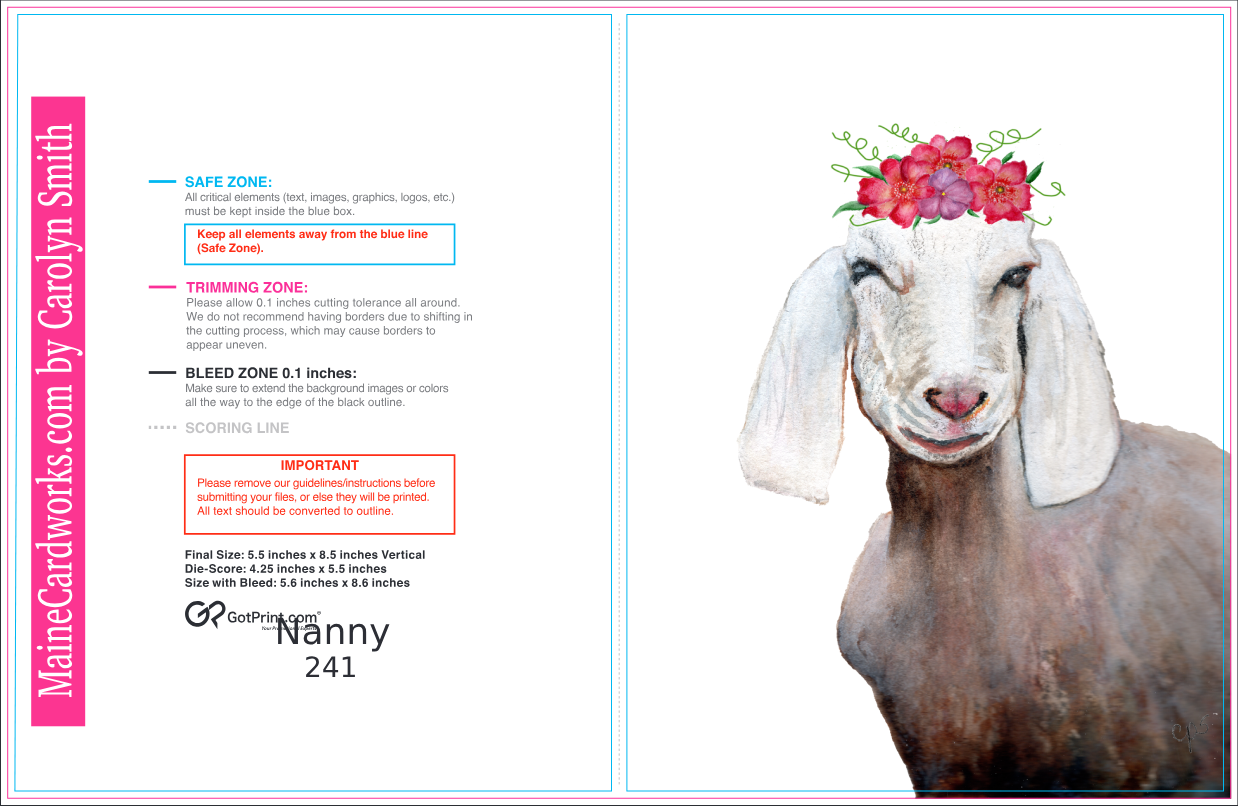 MaineCardworks.com by Carolyn Smith
SAFE ZONE:
All critical elements (text, images, graphics, logos, etc.)
must be kept inside the blue box.
Keep all elements away from the blue line
(Safe Zone).
TRIMMING ZONE:
Please allow 0.1 inches cutting tolerance all around.
We do not recommend having borders due to shifting in
the cutting process, which may cause borders to
appear uneven.
BLEED ZONE 0.1 inches:
Make sure to extend the background images or colors
all the way to the edge of the black outline.
SCORING LINE
IMPORTANT
Please remove our guidelines/instructions before
submitting your files, or else they will be printed.
All text should be converted to outline.
Final Size: 5.5 inches x 8.5 inches Vertical
Die-Score: 4.25 inches x 5.5 inches
Size with Bleed: 5.6 inches x 8.6 inches
GotPrint.com®
Nanny
241